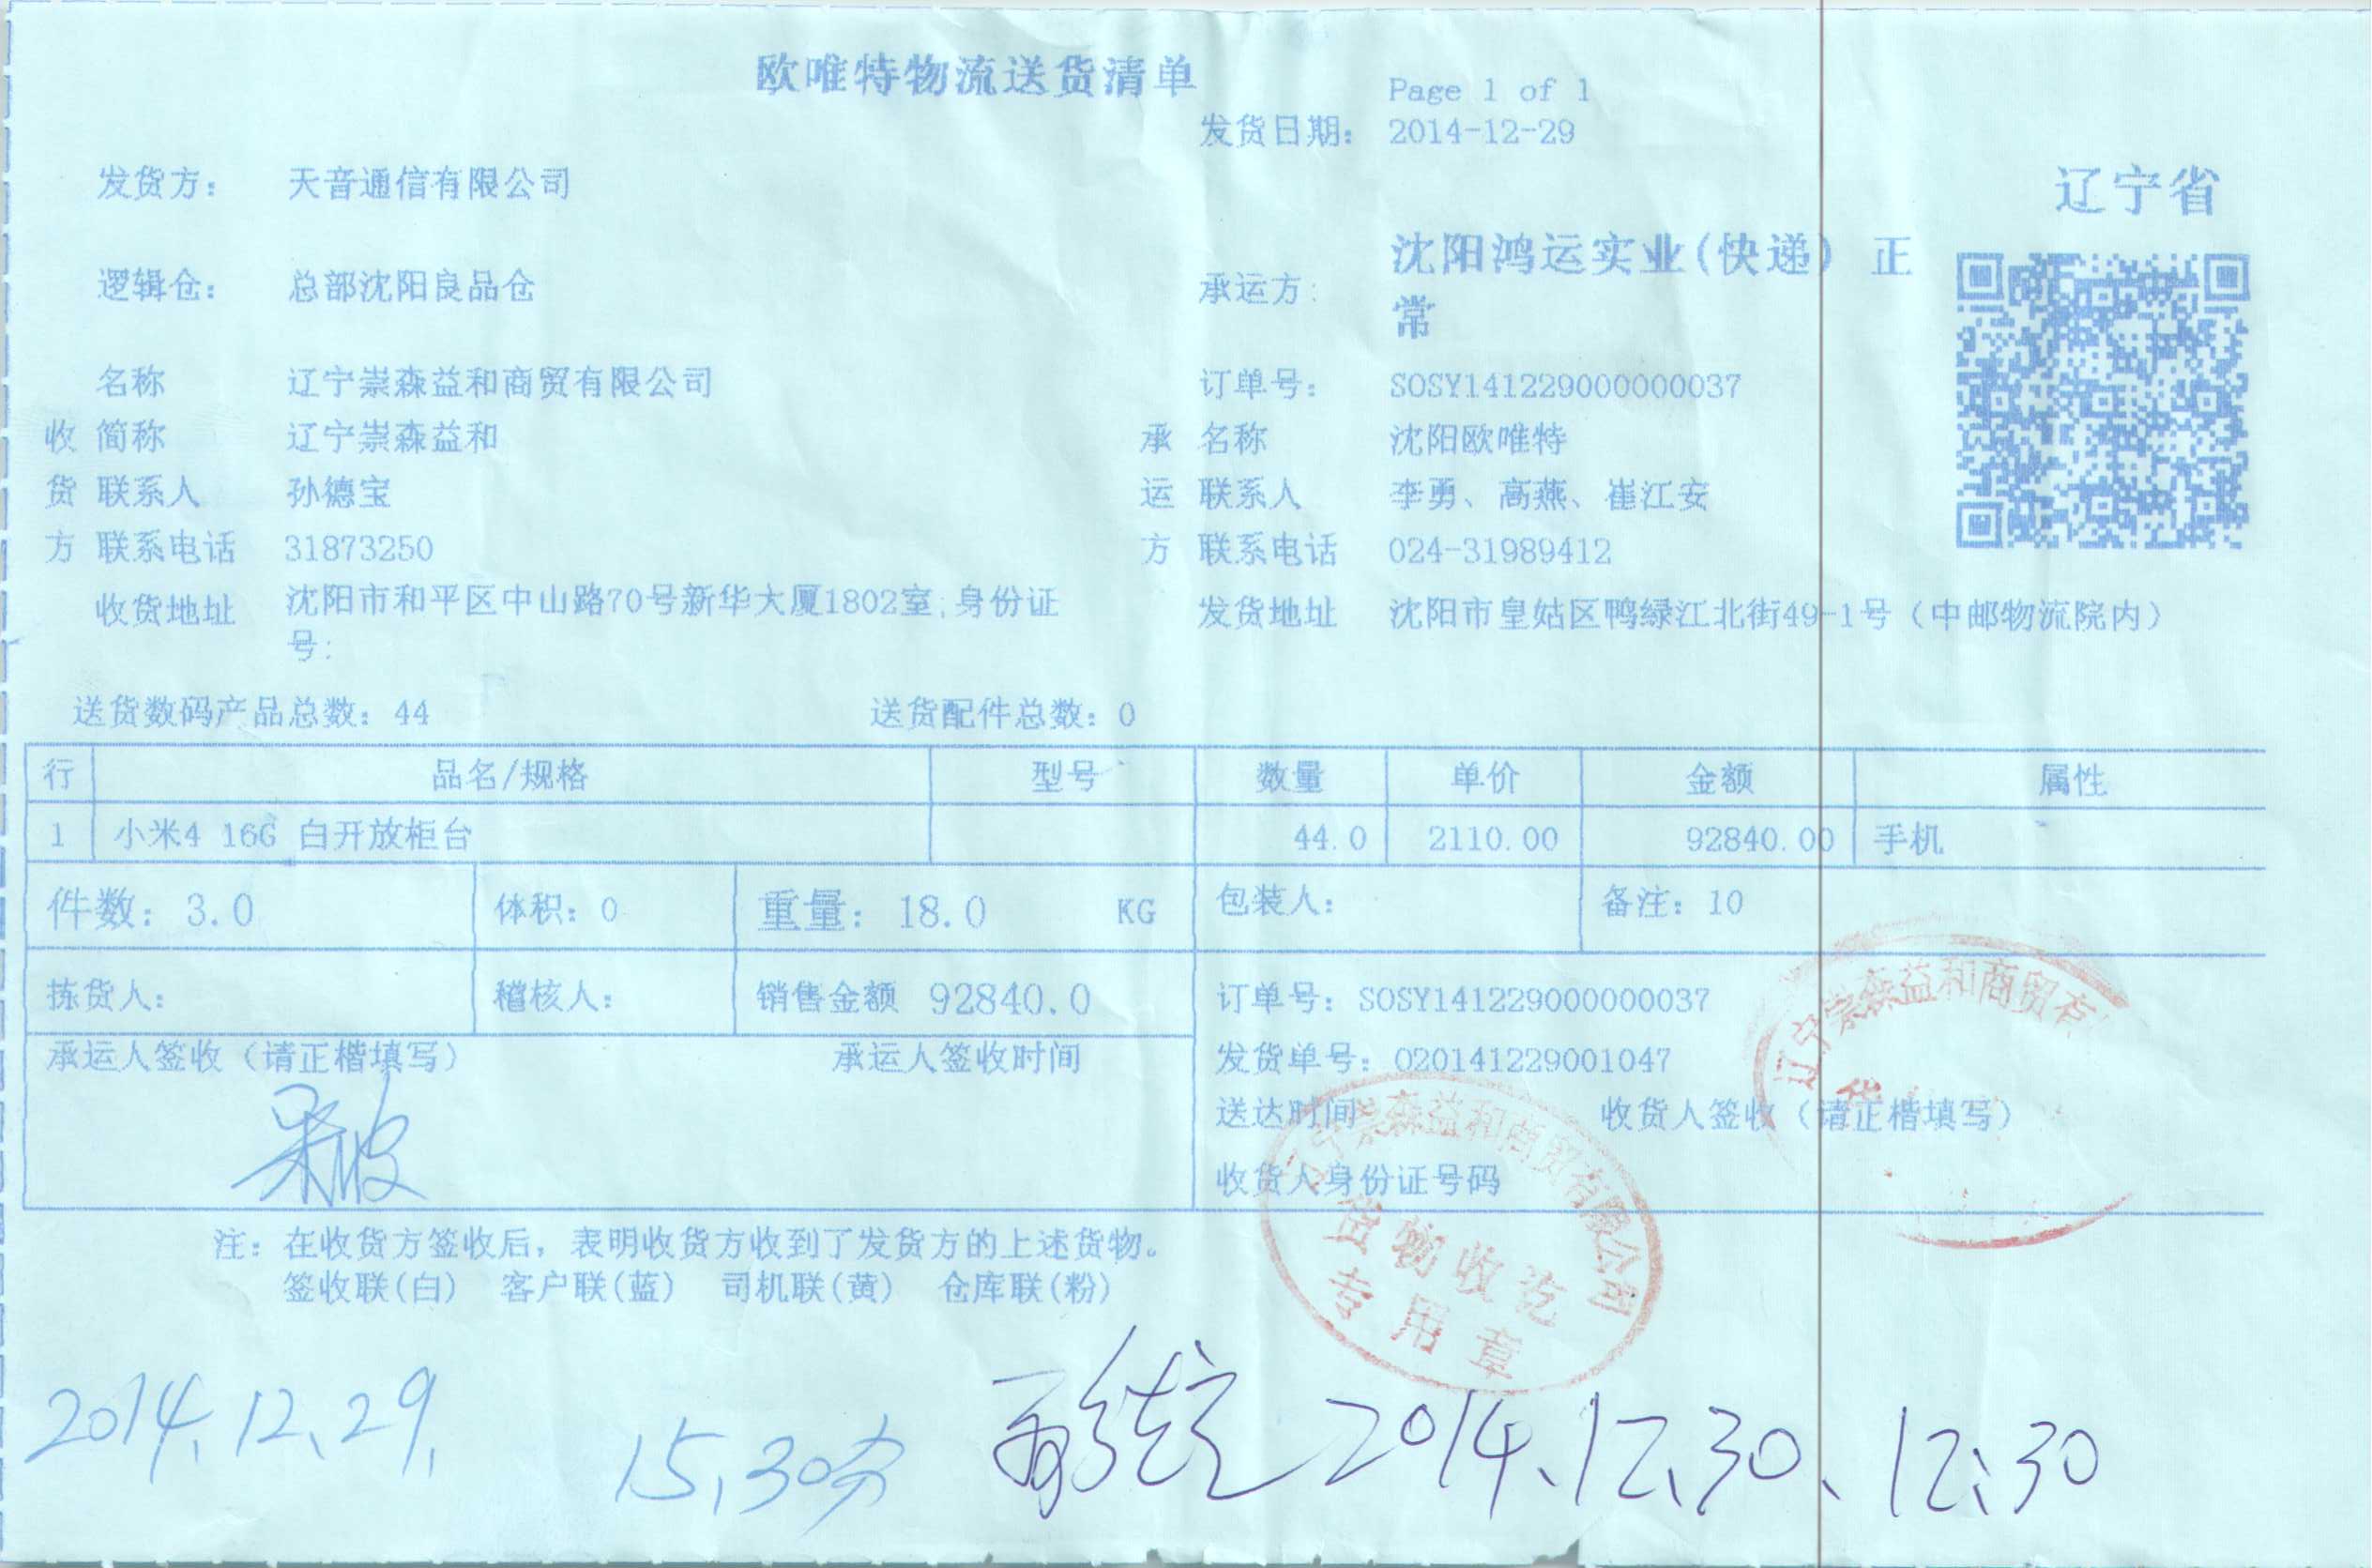 欧唯特物流送货清单
Page 1 of 1
发货日期： 2014-12-29
发货方： 天音通信有限公司
辽宁省
逻辑仓： 总部沈阳良品仓
承运方： 沈阳鸿运实业(快递) 正
常
名称 辽宁崇森益和商贸有限公司
订单号： SOSY141229000000037
收 简称 辽宁崇森益和
承 名称 沈阳欧唯特
货 联系人 孙德宝
运 联系人 李勇、高燕、崔江安
方 联系电话 31873250
方 联系电话 024-31989412
收货地址 沈阳市和平区中山路70号新华大厦1802室;身份证
号:
发货地址 沈阳市皇姑区鸭绿江北街49-1号（中邮物流院内）
送货数码产品总数：44 送货配件总数：0
行 品名/规格 型号 数量 单价 金额 属性
1 小米4 16G 白开放柜台 44.0 2110.00 92840.00 手机
件数：3.0 体积：0 重量：18.0 KG 包装人： 备注：10
拣货人： 稽核人： 销售金额 92840.0 订单号：SOSY141229000000037
承运人签收（请正楷填写） 承运人签收时间 发货单号：O20141229001047
送达时间 收货人签收（请正楷填写）
收货人身份证号码
注：在收货方签收后，表明收货方收到了发货方的上述货物。
签收联(白) 客户联(蓝) 司机联(黄) 仓库联(粉)
辽宁崇森益和商贸有限公司
货物收讫
专用章
辽宁崇森益和商贸有
2014.12.29.
15.30分
2014.12.30. 12:30